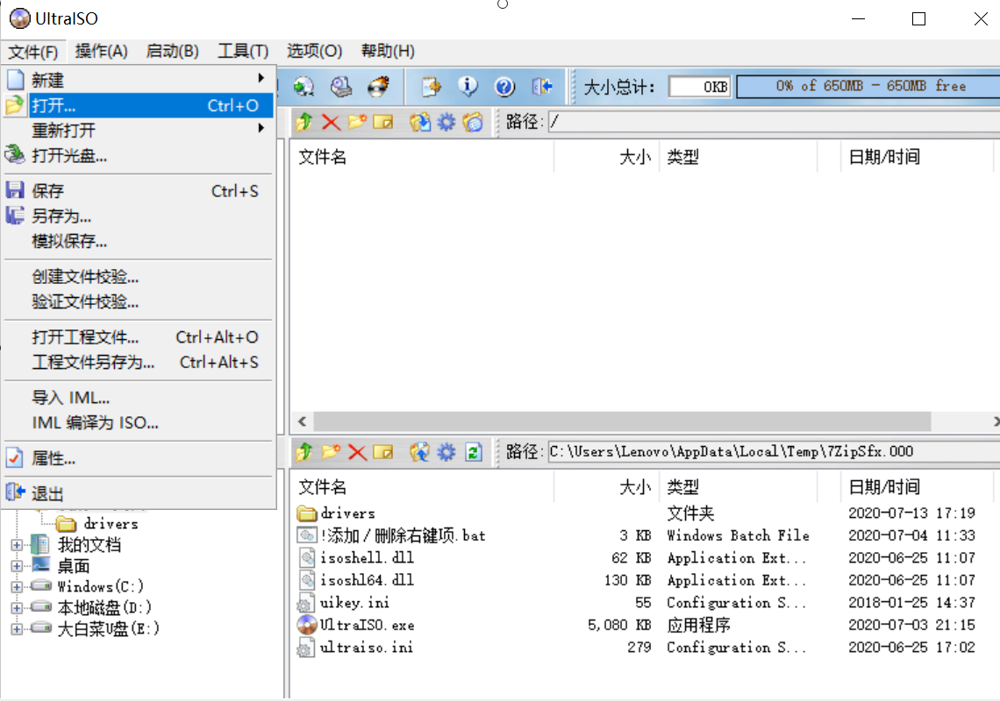 UltraISO
文件(F) 操作(A) 启动(B) 工具(T) 选项(O) 帮助(H)
新建
打开... Ctrl+O
重新打开
打开光盘...
保存 Ctrl+S
另存为...
模拟保存...
创建文件校验...
验证文件校验...
打开工程文件... Ctrl+Alt+O
工程文件另存为... Ctrl+Alt+S
导入 IML...
IML 编译为 ISO...
属性...
退出
大小总计: 0KB 0% of 650MB - 650MB free
路径: /
文件名 大小 类型 日期/时间
路径: C:\Users\Lenovo\AppData\Local\Temp\7ZipSfx.000
文件名 大小 类型 日期/时间
drivers 文件夹 2020-07-13 17:19
!添加/删除右键项.bat 3 KB Windows Batch File 2020-07-04 11:33
isoshell.dll 62 KB Application Ext... 2020-06-25 11:07
isoshl64.dll 130 KB Application Ext... 2020-06-25 11:07
uikey.ini 55 Configuration S... 2018-01-25 14:37
UltraISO.exe 5,080 KB 应用程序 2020-07-03 21:15
ultraiso.ini 279 Configuration S... 2020-06-25 17:02
drivers
我的文档
桌面
Windows(C:)
本地磁盘(D:)
大白菜U盘(E:)